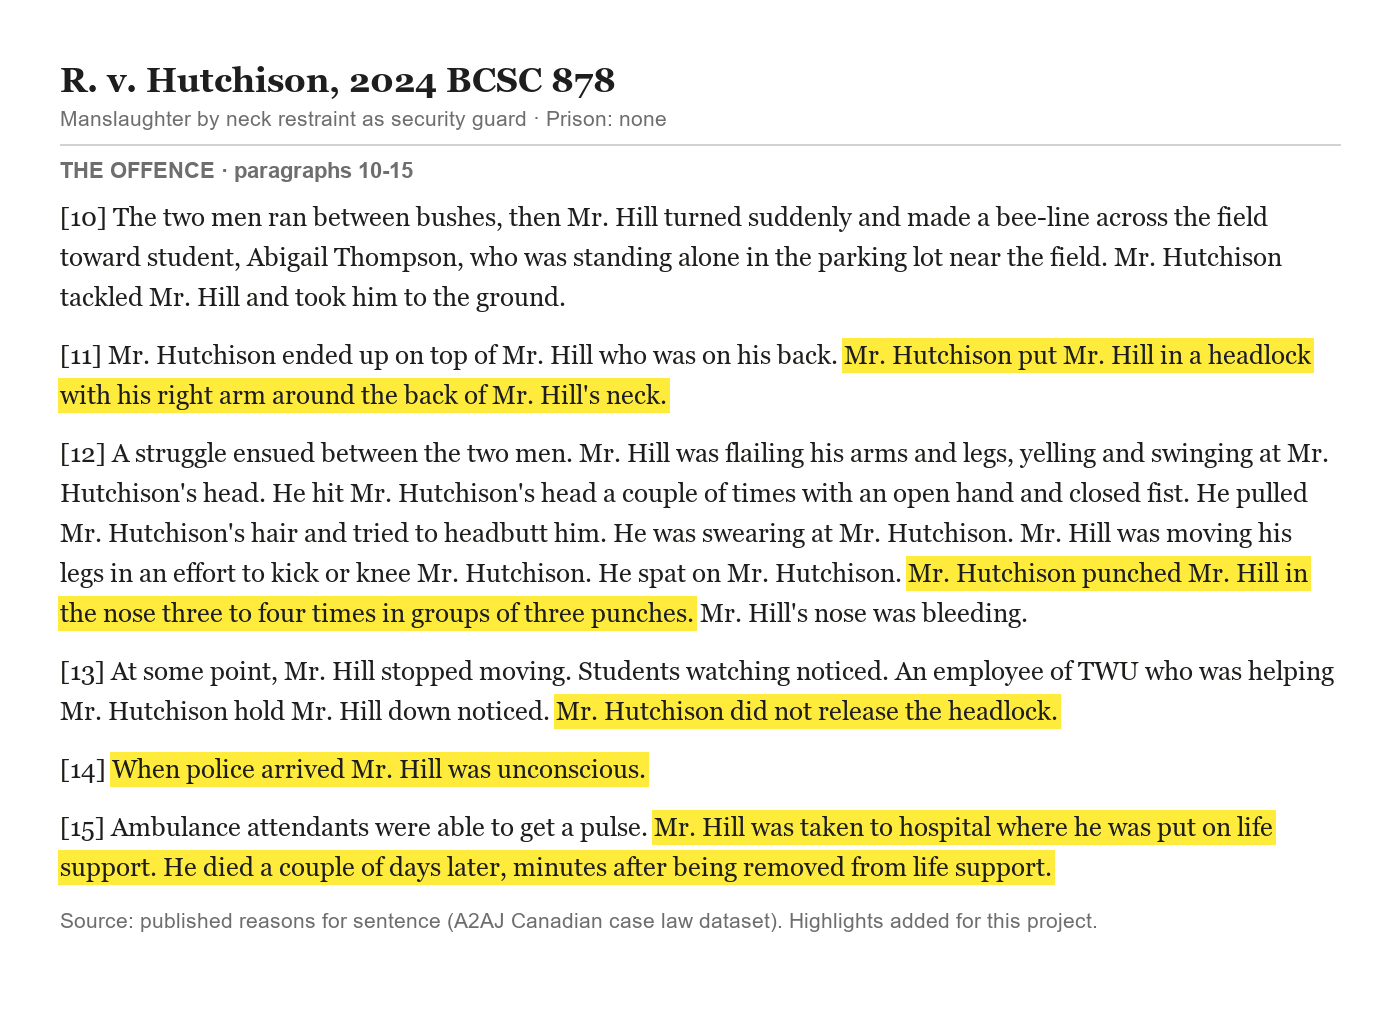 R. v. Hutchison, 2024 BCSC 878
Manslaughter by neck restraint as security guard · Prison: none
THE OFFENCE · paragraphs 10-15
[10] The two men ran between bushes, then Mr. Hill turned suddenly and made a bee-line across the field
toward student, Abigail Thompson, who was standing alone in the parking lot near the field. Mr. Hutchison
tackled Mr. Hill and took him to the ground.
[11] Mr. Hutchison ended up on top of Mr. Hill who was on his back. Mr. Hutchison put Mr. Hill in a headlock
with his right arm around the back of Mr. Hill's neck.
[12] A struggle ensued between the two men. Mr. Hill was flailing his arms and legs, yelling and swinging at Mr.
Hutchison's head. He hit Mr. Hutchison's head a couple of times with an open hand and closed fist. He pulled
Mr. Hutchison's hair and tried to headbutt him. He was swearing at Mr. Hutchison. Mr. Hill was moving his
legs in an effort to kick or knee Mr. Hutchison. He spat on Mr. Hutchison. Mr. Hutchison punched Mr. Hill in
the nose three to four times in groups of three punches. Mr. Hill's nose was bleeding.
[13] At some point, Mr. Hill stopped moving. Students watching noticed. An employee of TWU who was helping
Mr. Hutchison hold Mr. Hill down noticed. Mr. Hutchison did not release the headlock.
[14] When police arrived Mr. Hill was unconscious.
[15] Ambulance attendants were able to get a pulse. Mr. Hill was taken to hospital where he was put on life
support. He died a couple of days later, minutes after being removed from life support.
Source: published reasons for sentence (A2AJ Canadian case law dataset). Highlights added for this project.